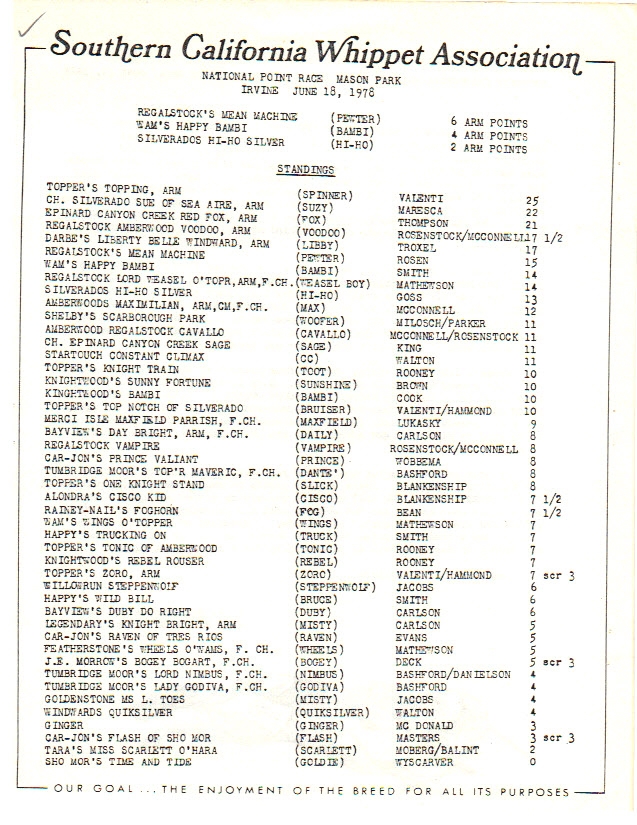 Southern California Whippet Association
NATIONAL POINT RACE MASON PARK
IRVINE JUNE 18, 1978
REGALSTOCK'S MEAN MACHINE (PEWTER) 6 ARM POINTS
WAM'S HAPPY BAMBI (BAMBI) 4 ARM POINTS
SILVERADOS HI-HO SILVER (HI-HO) 2 ARM POINTS
STANDINGS
TOPPER'S TOPPING, ARM (SPINNER) VALENTI 25
CH. SILVERADO SUE OF SEA AIRE, ARM (SUZY) MARESCA 22
EPINARD CANYON CREEK RED FOX, ARM (FOX) THOMPSON 21
REGALSTOCK AMBERWOOD VOODOO, ARM (VOODOO) ROSENSTOCK/MCCONNELL17 1/2
DARBE'S LIBERTY BELLE WINDWARD, ARM (LIBBY) TROXEL 17
REGALSTOCK'S MEAN MACHINE (PEWTER) ROSEN 15
WAM'S HAPPY BAMBI (BAMBI) SMITH 14
REGALSTOCK LORD WEASEL O'TOPR,ARM,F.CH.(WEASEL BOY) MATHEWSON 14
SILVERADOS HI-HO SILVER (HI-HO) GOSS 13
AMBERWOODS MAXIMILIAN, ARM,CM,F.CH. (MAX) MCCONNELL 12
SHELBY'S SCARBOROUGH PARK (WOOFER) MILOSCH/PARKER 11
AMBERWOOD REGALSTOCK CAVALLO (CAVALLO) MCCONNELL/ROSENSTOCK 11
CH. EPINARD CANYON CREEK SAGE (SAGE) KING 11
STARTOUCH CONSTANT CLIMAX (CC) WALTON 11
TOPPER'S KNIGHT TRAIN (TOOT) ROONEY 10
KNIGHTWOOD'S SUNNY FORTUNE (SUNSHINE) BROWN 10
KINGHTWOOD'S BAMBI (BAMBI) COOK 10
TOPPER'S TOP NOTCH OF SILVERADO (BRUISER) VALENTI/HAMMOND 10
MERCI ISLE MAXFIELD PARRISH, F.CH. (MAXFIELD) LUKASKY 9
BAYVIEW'S DAY BRIGHT, ARM, F.CH. (DAILY) CARLSON 8
REGALSTOCK VAMPIRE (VAMPIRE) ROSENSTOCK/MCCONNELL 8
CAR-JON'S PRINCE VALIANT (PRINCE) WOBBEMA 8
TUMBRIDGE MOOR'S TOP'R MAVERIC, F.CH. (DANTE') BASHFORD 8
TOPPER'S ONE KNIGHT STAND (SLICK) BLANKENSHIP 8
ALONDRA'S CISCO KID (CISCO) BLANKENSHIP 7 1/2
RAINEY-NAIL'S FOGHORN (FOG) BEAN 7 1/2
WAM'S WINGS O'TOPPER (WINGS) MATHEWSON 7
HAPPY'S TRUCKING ON (TRUCK) SMITH 7
TOPPER'S TONIC OF AMBERWOOD (TONIC) ROONEY 7
KNIGHTWOOD'S REBEL ROUSER (REBEL) ROONEY 7
TOPPER'S ZORO, ARM (ZORO) VALENTI/HAMMOND 7 scr 3
WILLOWRUN STEPPENWOLF (STEPPENWOLF) JACOBS 6
HAPPY'S WILD BILL (BRUCE) SMITH 6
BAYVIEW'S DUBY DO RIGHT (DUBY) CARLSON 6
LEGENDARY'S KNIGHT BRIGHT, ARM (MISTY) CARLSON 5
CAR-JON'S RAVEN OF TRES RIOS (RAVEN) EVANS 5
FEATHERSTONE'S WHEELS O'WAMS, F. CH. (WHEELS) MATHEWSON 5
J.E. MORROW'S BOGEY BOGART, F.CH. (BOGEY) DECK 5 scr 3
TUMBRIDGE MOOR'S LORD NIMBUS, F.CH. (NIMBUS) BASHFORD/DANIELSON 4
TUMBRIDGE MOOR'S LADY GODIVA, F.CH. (GODIVA) BASHFORD 4
GOLDENSTONE MS L. TOES (MISTY) JACOBS 4
WINDWARDS QUIKSILVER (QUIKSILVER) WALTON 4
GINGER (GINGER) MC DONALD 3
CAR-JON'S FLASH OF SHO MOR (FLASH) MASTERS 3 scr 3
TARA'S MISS SCARLETT O'HARA (SCARLETT) MOBERG/BALINT 2
SHO MOR'S TIME AND TIDE (GOLDIE) WYSCARVER 0
OUR GOAL ... THE ENJOYMENT OF THE BREED FOR ALL ITS PURPOSES